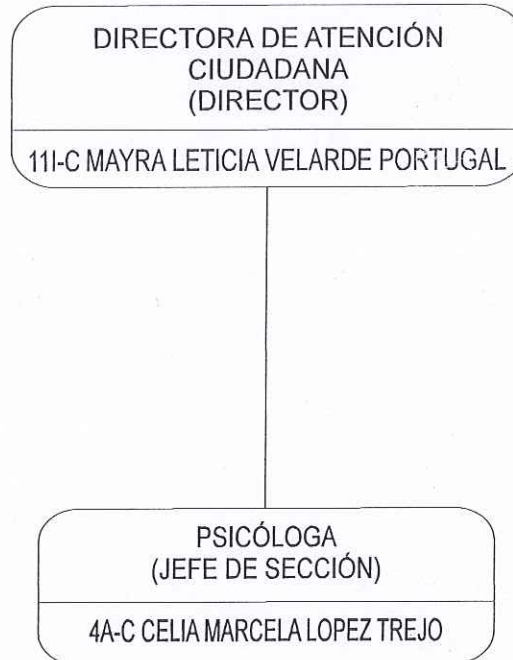 DIRECTORA DE ATENCIÓN
CIUDADANA
(DIRECTOR)
11I-C MAYRA LETICIA VELARDE PORTUGAL
PSICÓLOGA
(JEFE DE SECCIÓN)
4A-C CELIA MARCELA LOPEZ TREJO